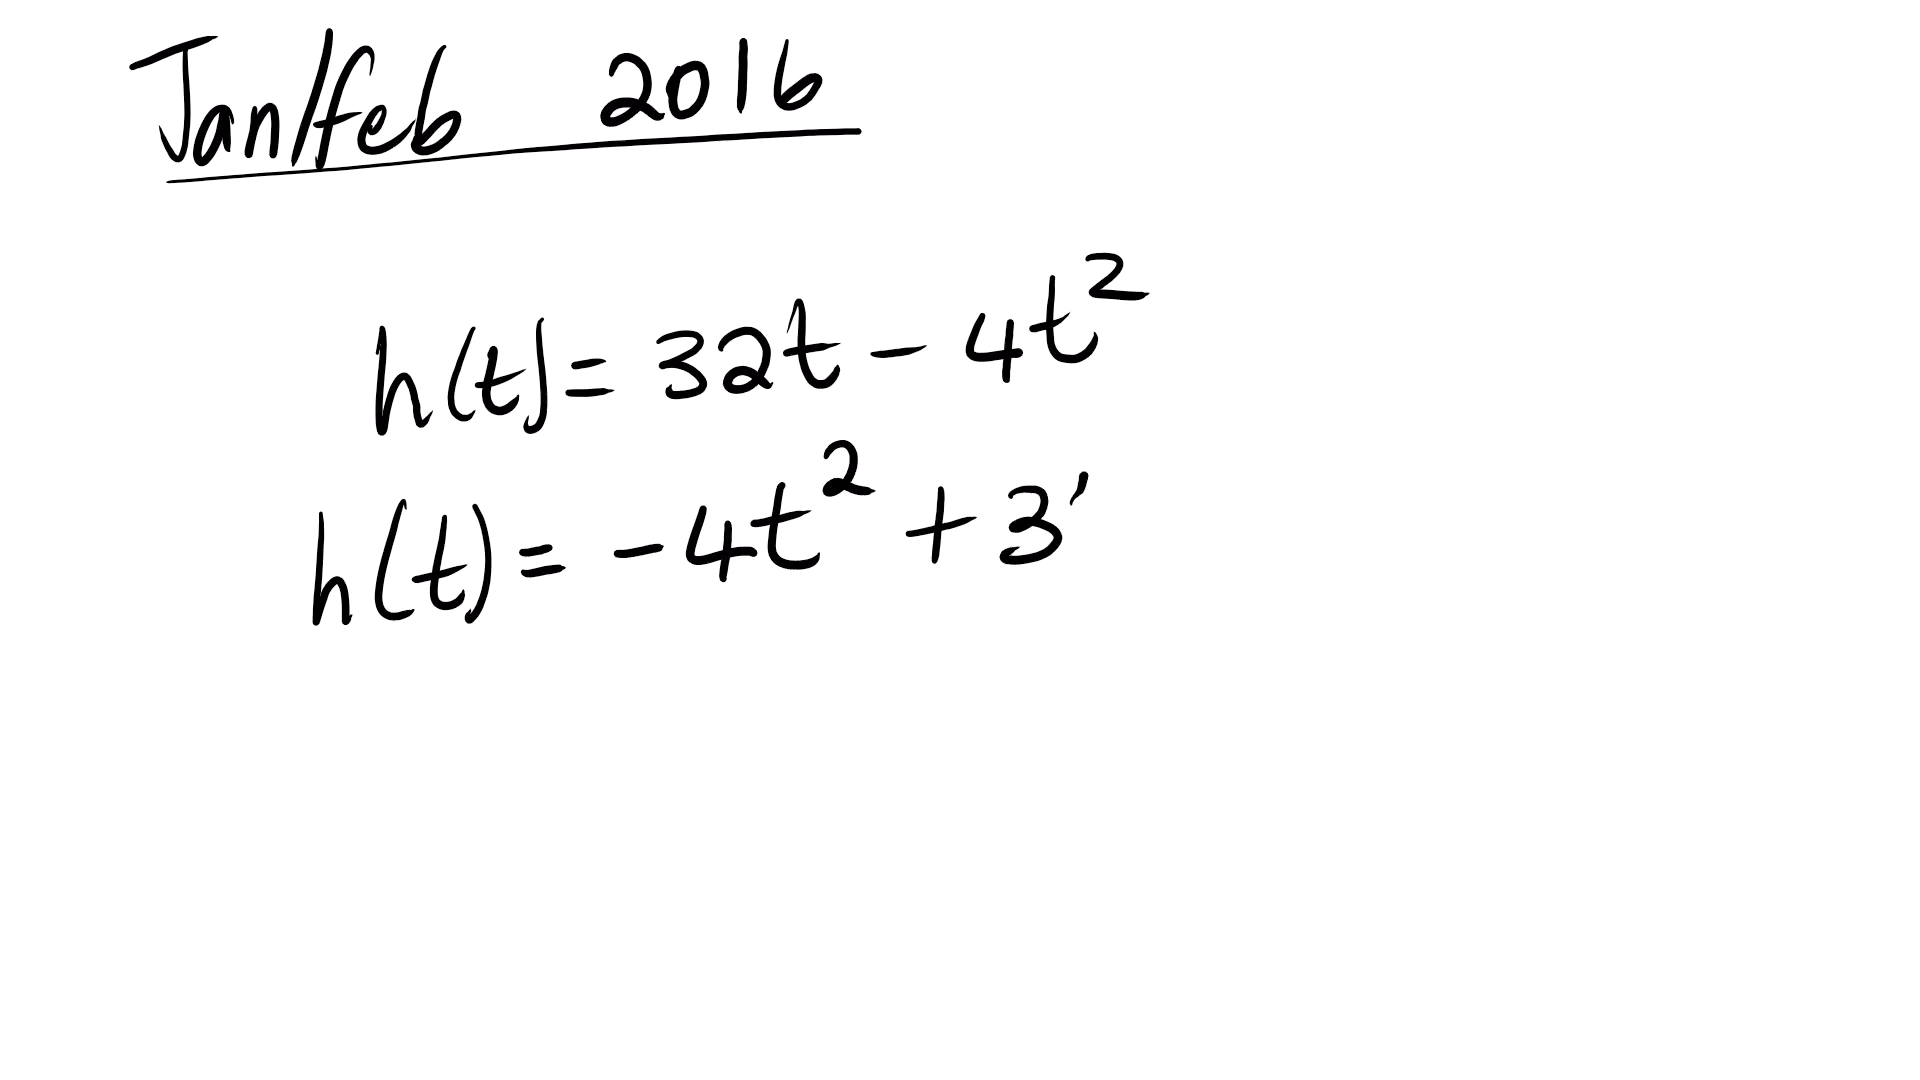 Jan/feb 2016
h(t) = 32t - 4t²
h(t) = -4t² + 3